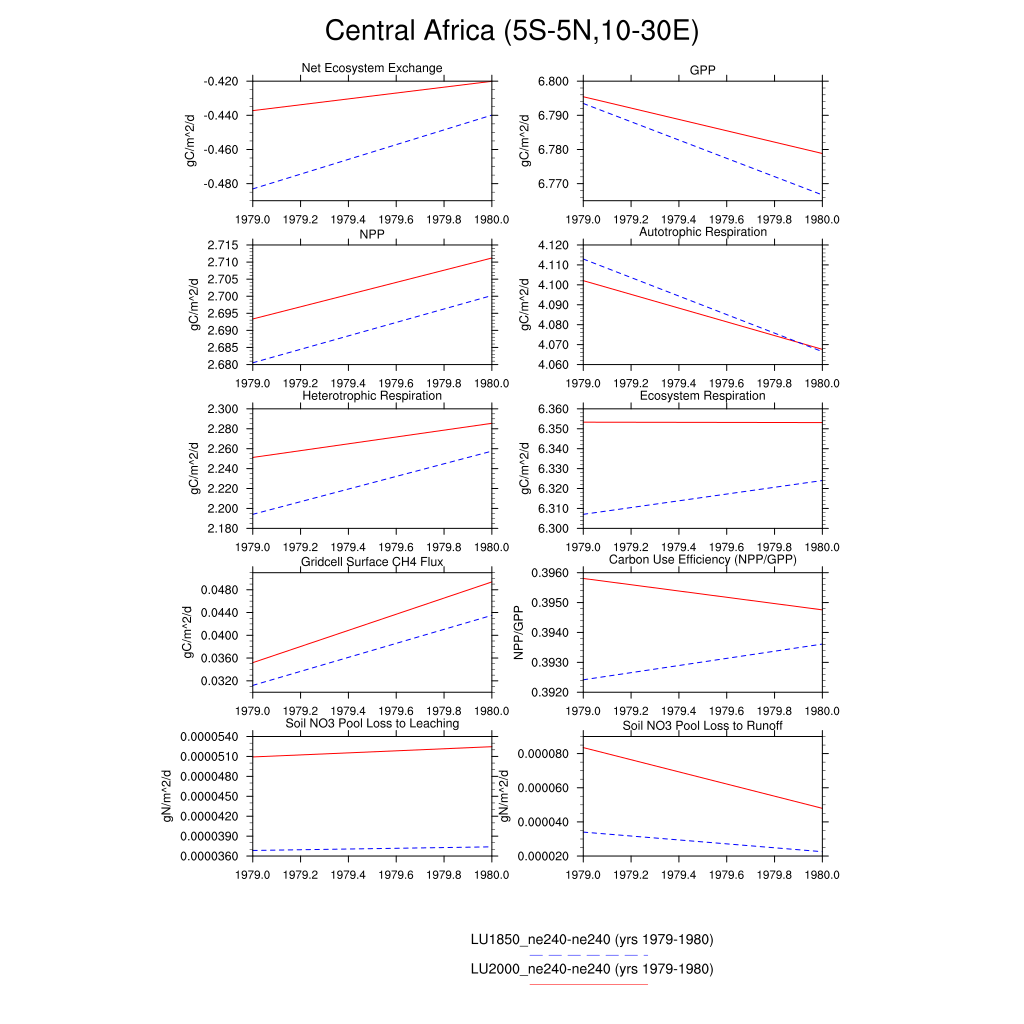 Central Africa (5S-5N,10-30E)
Net Ecosystem Exchange
gC/m^2/d
-0.420
-0.440
-0.460
-0.480
1979.0 1979.2 1979.4 1979.6 1979.8 1980.0
GPP
gC/m^2/d
6.800
6.790
6.780
6.770
1979.0 1979.2 1979.4 1979.6 1979.8 1980.0
NPP
gC/m^2/d
2.715
2.710
2.705
2.700
2.695
2.690
2.685
2.680
1979.0 1979.2 1979.4 1979.6 1979.8 1980.0
Autotrophic Respiration
gC/m^2/d
4.120
4.110
4.100
4.090
4.080
4.070
4.060
1979.0 1979.2 1979.4 1979.6 1979.8 1980.0
Heterotrophic Respiration
gC/m^2/d
2.300
2.280
2.260
2.240
2.220
2.200
2.180
1979.0 1979.2 1979.4 1979.6 1979.8 1980.0
Ecosystem Respiration
gC/m^2/d
6.360
6.350
6.340
6.330
6.320
6.310
6.300
1979.0 1979.2 1979.4 1979.6 1979.8 1980.0
Gridcell Surface CH4 Flux
gC/m^2/d
0.0480
0.0440
0.0400
0.0360
0.0320
1979.0 1979.2 1979.4 1979.6 1979.8 1980.0
Carbon Use Efficiency (NPP/GPP)
NPP/GPP
0.3960
0.3950
0.3940
0.3930
0.3920
1979.0 1979.2 1979.4 1979.6 1979.8 1980.0
Soil NO3 Pool Loss to Leaching
gN/m^2/d
0.0000540
0.0000510
0.0000480
0.0000450
0.0000420
0.0000390
0.0000360
1979.0 1979.2 1979.4 1979.6 1979.8 1980.0
Soil NO3 Pool Loss to Runoff
gN/m^2/d
0.000080
0.000060
0.000040
0.000020
1979.0 1979.2 1979.4 1979.6 1979.8 1980.0
LU1850_ne240-ne240 (yrs 1979-1980)
LU2000_ne240-ne240 (yrs 1979-1980)